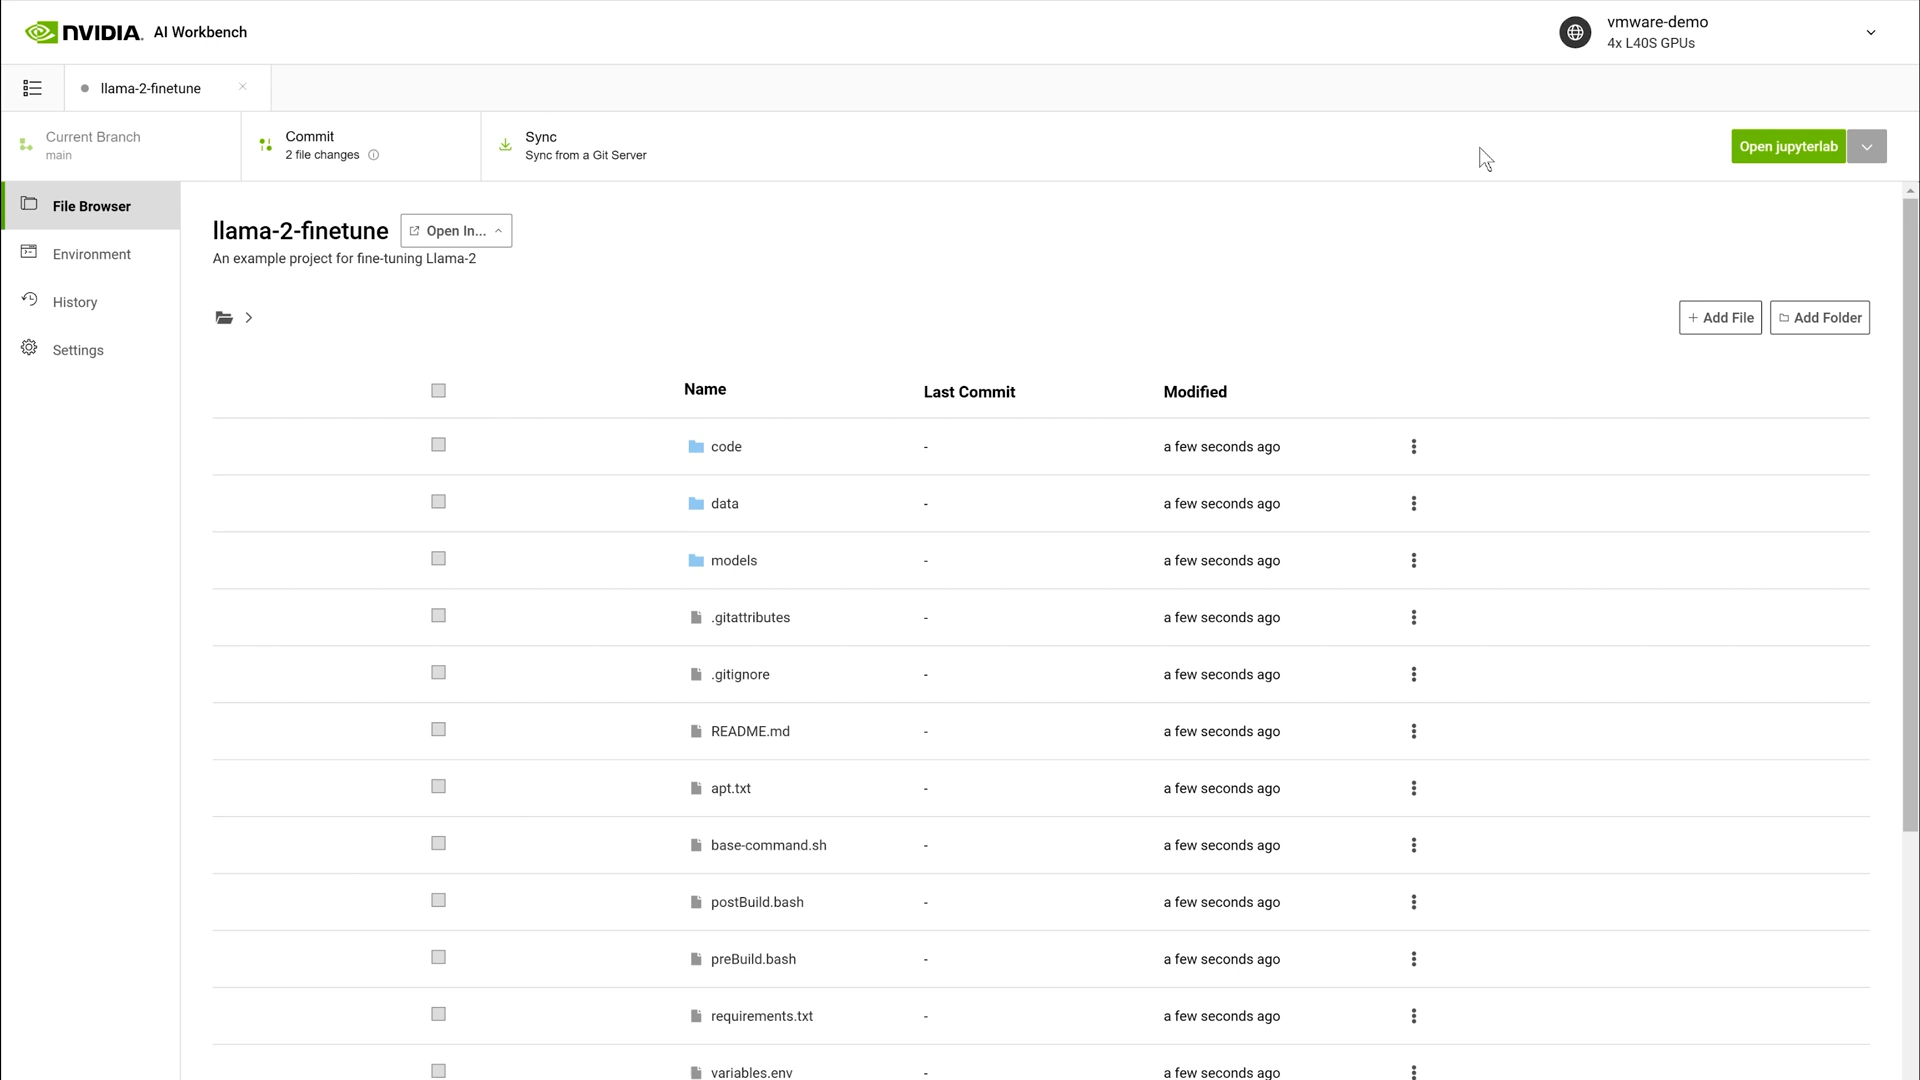 NVIDIA. AI Workbench
vmware-demo
4x L40S GPUs
llama-2-finetune
Current Branch
main
Commit
2 file changes
Sync
Sync from a Git Server
Open jupyterlab
File Browser
Environment
History
Settings
llama-2-finetune
Open In...
An example project for fine-tuning Llama-2
Add File
Add Folder
Name Last Commit Modified
code - a few seconds ago
data - a few seconds ago
models - a few seconds ago
.gitattributes - a few seconds ago
.gitignore - a few seconds ago
README.md - a few seconds ago
apt.txt - a few seconds ago
base-command.sh - a few seconds ago
postBuild.bash - a few seconds ago
preBuild.bash - a few seconds ago
requirements.txt - a few seconds ago
variables.env - a few seconds ago